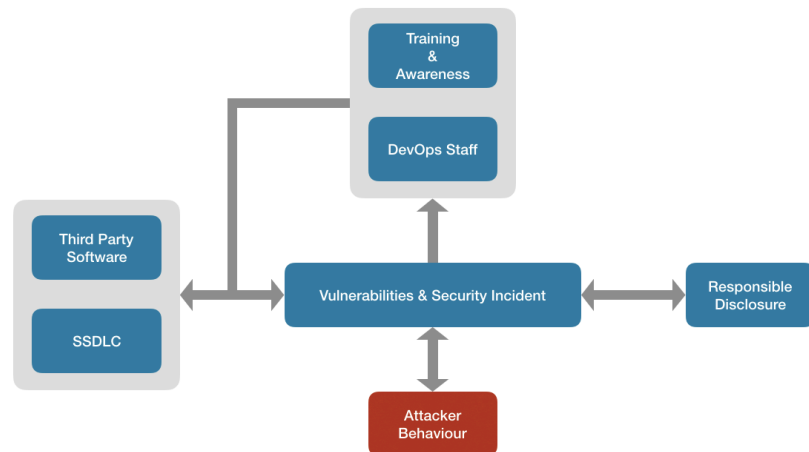 Training
&
Awareness
DevOps Staff
Third Party
Software
SSDLC
Vulnerabilities & Security Incident
Responsible
Disclosure
Attacker
Behaviour